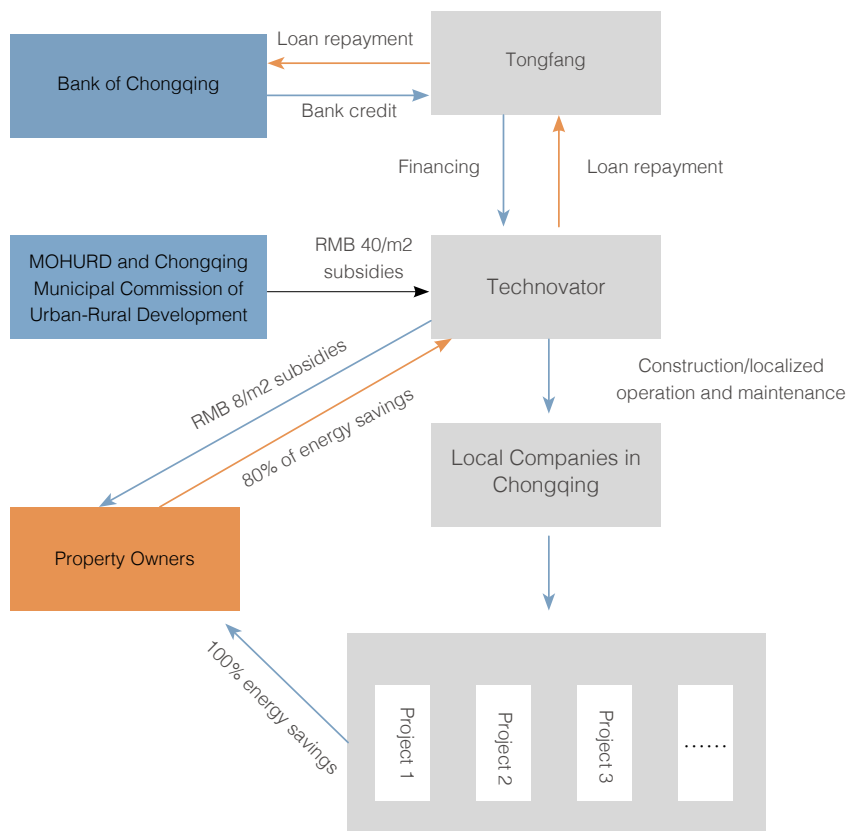 Loan repayment
Bank of Chongqing
Tongfang
Bank credit
Financing
Loan repayment
MOHURD and Chongqing
Municipal Commission of
Urban-Rural Development
RMB 40/m2
subsidies
Technovator
RMB 8/m2 subsidies
80% of energy savings
Construction/localized
operation and maintenance
Local Companies in
Chongqing
Property Owners
100% energy savings
Project 1
Project 2
Project 3
......